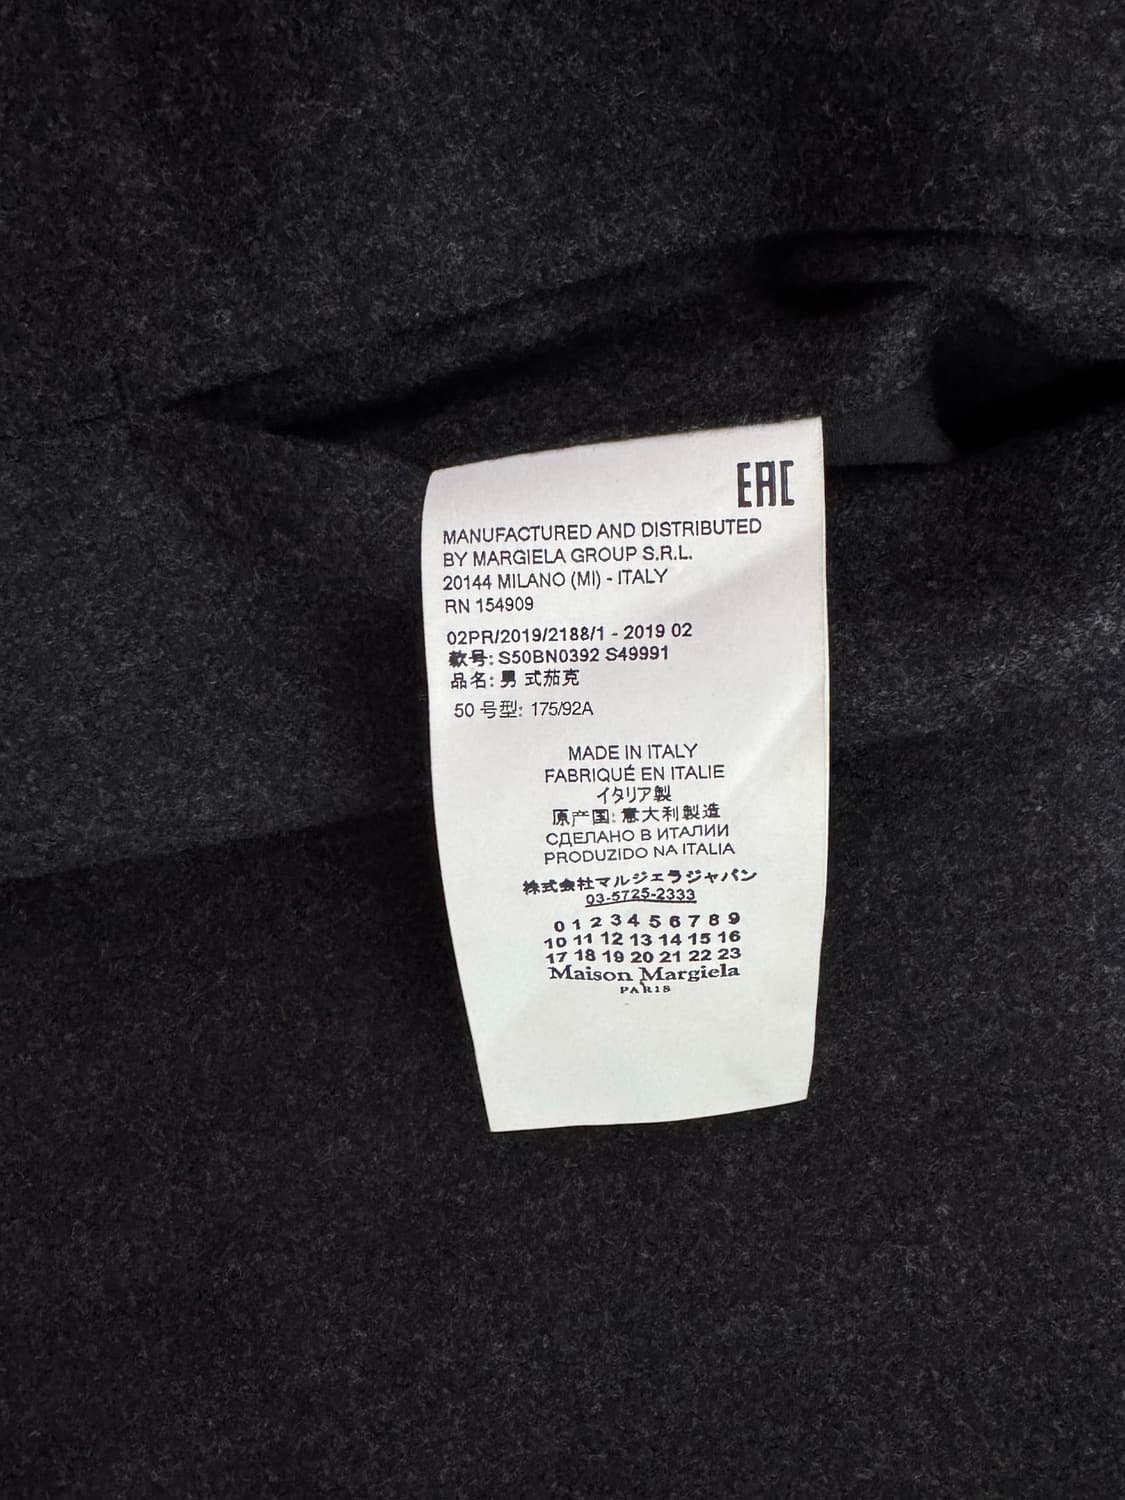 EAC
MANUFACTURED AND DISTRIBUTED
BY MARGIELA GROUP S.R.L.
20144 MILANO (MI) - ITALY
RN 154909
02PR/2019/2188/1 - 2019 02
款号: S50BN0392 S49991
品名: 男 式茄克
50 号型: 175/92A
MADE IN ITALY
FABRIQUÉ EN ITALIE
イタリア製
原产国: 意大利製造
СДЕЛАНО В ИТАЛИИ
PRODUZIDO NA ITALIA
株式会社マルジェラジャパン
03-5725-2333
0 1 2 3 4 5 6 7 8 9
10 11 12 13 14 15 16
17 18 19 20 21 22 23
Maison Margiela
PARIS